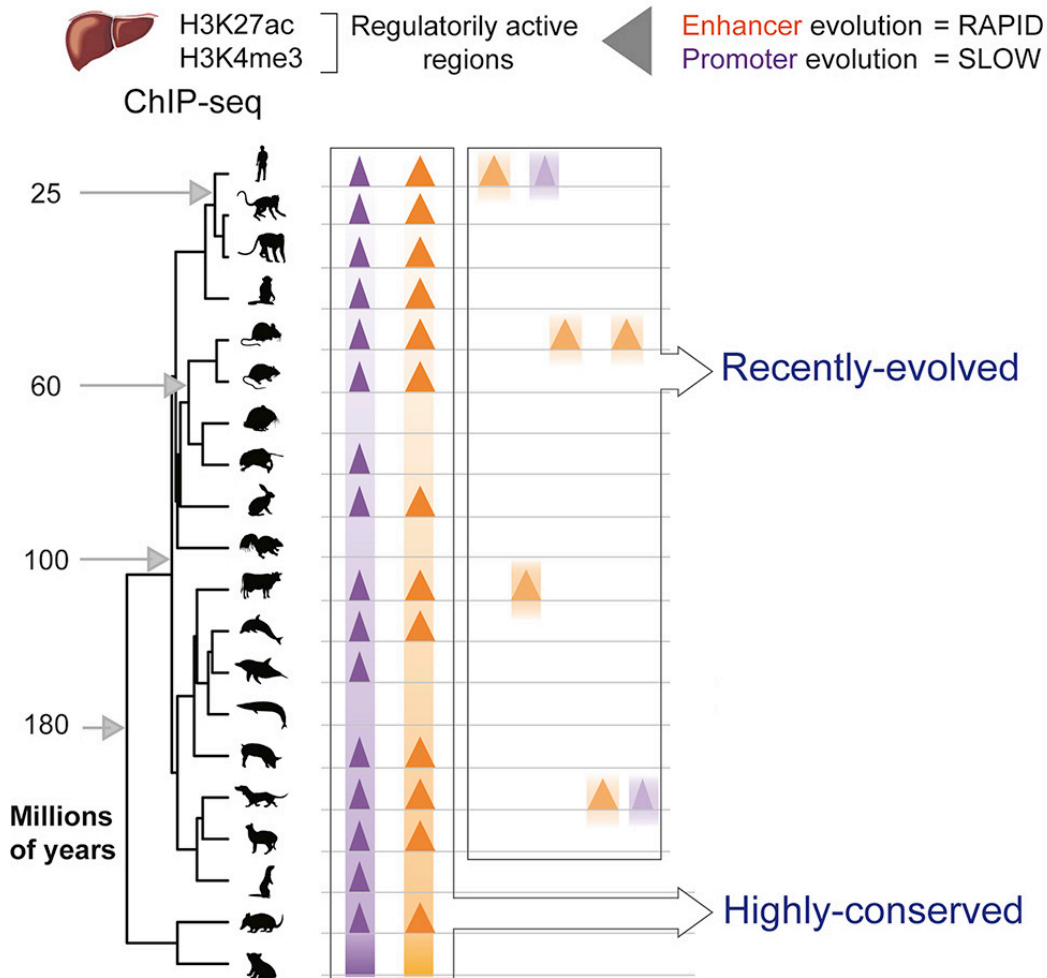 H3K27ac
H3K4me3
Regulatorily active
regions
Enhancer evolution = RAPID
Promoter evolution = SLOW
ChIP-seq
25
60
100
180
Millions
of years
Recently-evolved
Highly-conserved